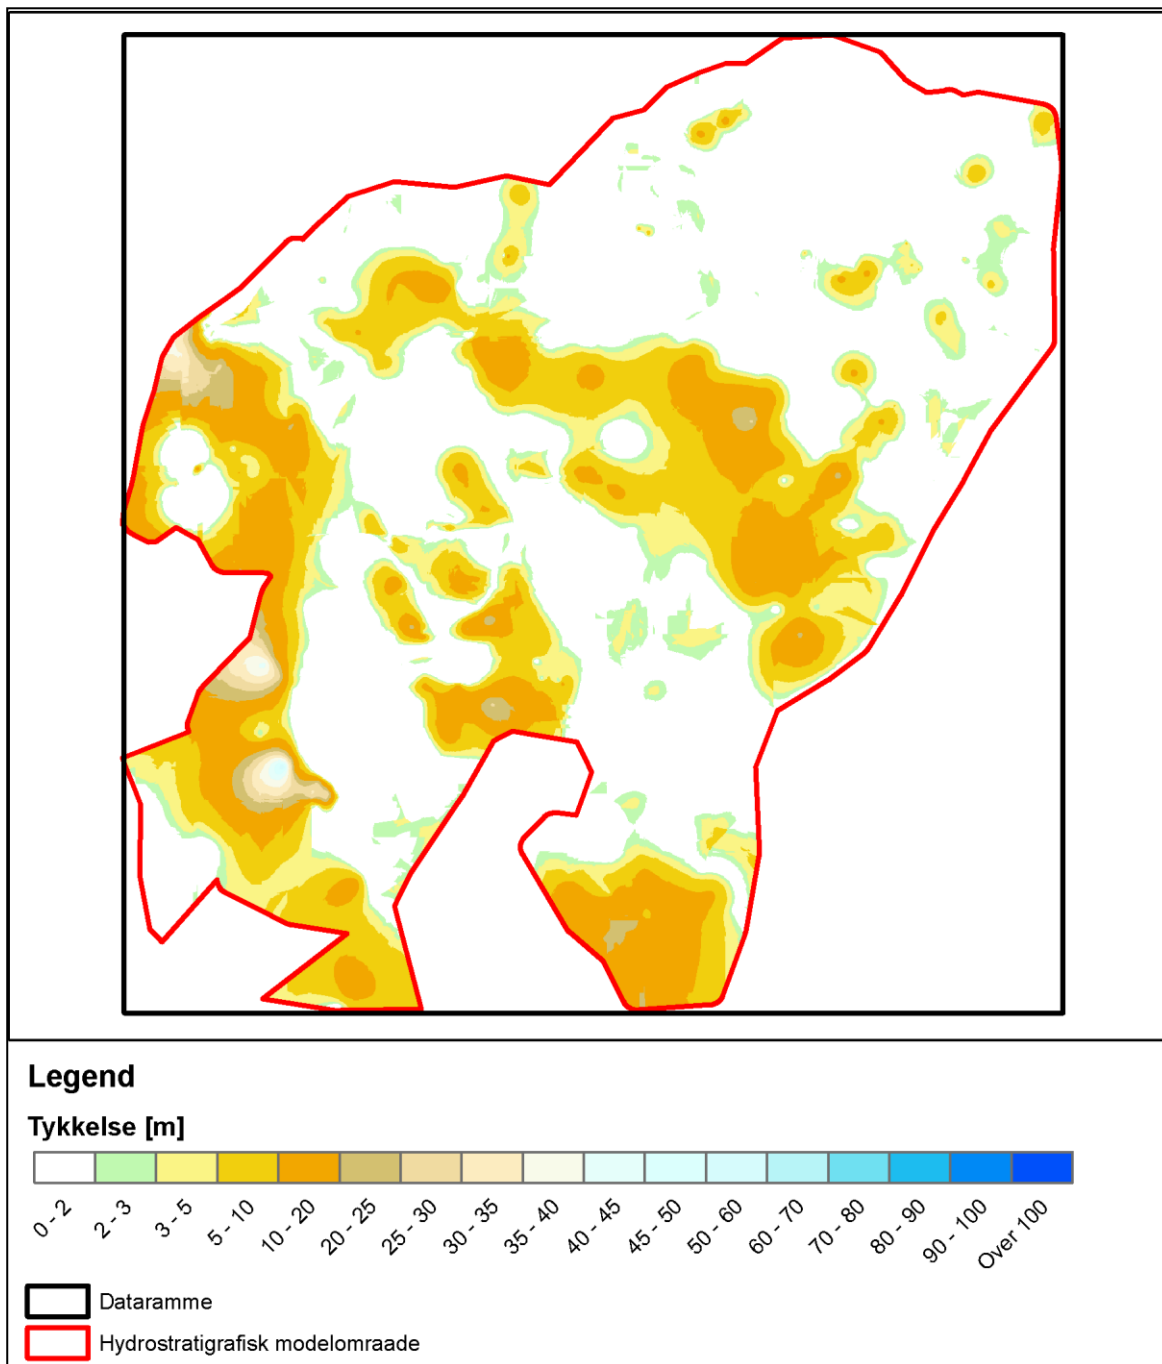 Legend
Tykkelse [m]
0 - 2
2 - 3
3 - 5
5 - 10
10 - 20
20 - 25
25 - 30
30 - 35
35 - 40
40 - 45
45 - 50
50 - 60
60 - 70
70 - 80
80 - 90
90 - 100
Over 100
Dataramme
Hydrostratigrafisk modelomraade